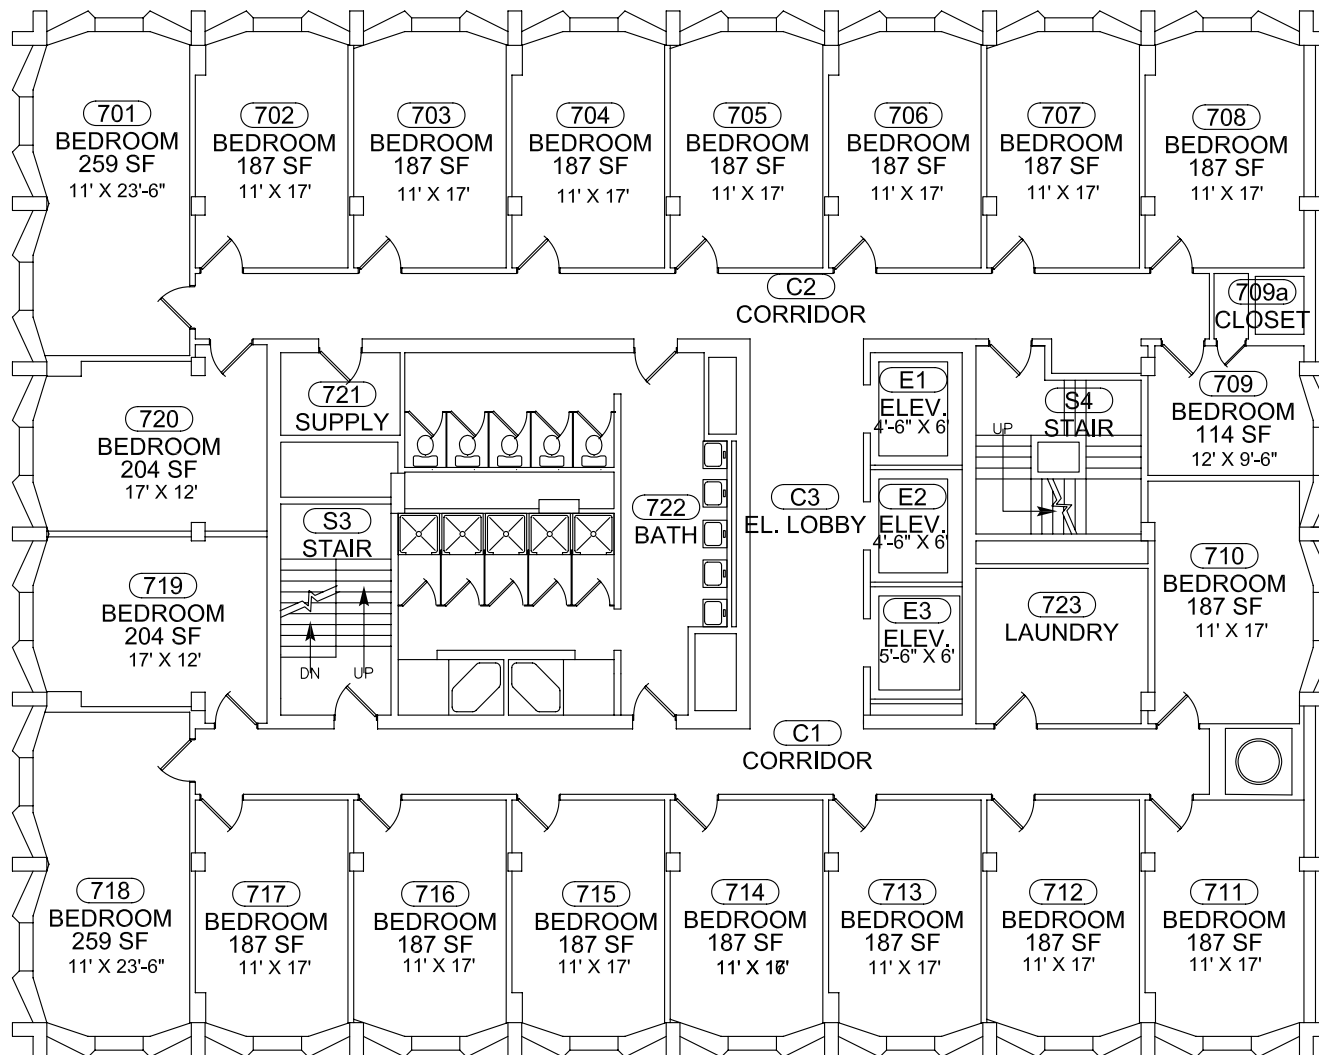 701
BEDROOM
259 SF
11' X 23'-6"
702
BEDROOM
187 SF
11' X 17'
703
BEDROOM
187 SF
11' X 17'
704
BEDROOM
187 SF
11' X 17'
705
BEDROOM
187 SF
11' X 17'
706
BEDROOM
187 SF
11' X 17'
707
BEDROOM
187 SF
11' X 17'
708
BEDROOM
187 SF
11' X 17'
C2
CORRIDOR
709a
CLOSET
720
BEDROOM
204 SF
17' X 12'
721
SUPPLY
E1
ELEV.
4'-6" X 6'
S4
STAIR
UP
709
BEDROOM
114 SF
12' X 9'-6"
S3
STAIR
DN
UP
722
BATH
C3
EL. LOBBY
E2
ELEV.
4'-6" X 6'
710
BEDROOM
187 SF
11' X 17'
719
BEDROOM
204 SF
17' X 12'
E3
ELEV.
5'-6" X 6'
723
LAUNDRY
C1
CORRIDOR
718
BEDROOM
259 SF
11' X 23'-6"
717
BEDROOM
187 SF
11' X 17'
716
BEDROOM
187 SF
11' X 17'
715
BEDROOM
187 SF
11' X 17'
714
BEDROOM
187 SF
11' X
713
BEDROOM
187 SF
11' X 17'
712
BEDROOM
187 SF
11' X 17'
711
BEDROOM
187 SF
11' X 17'